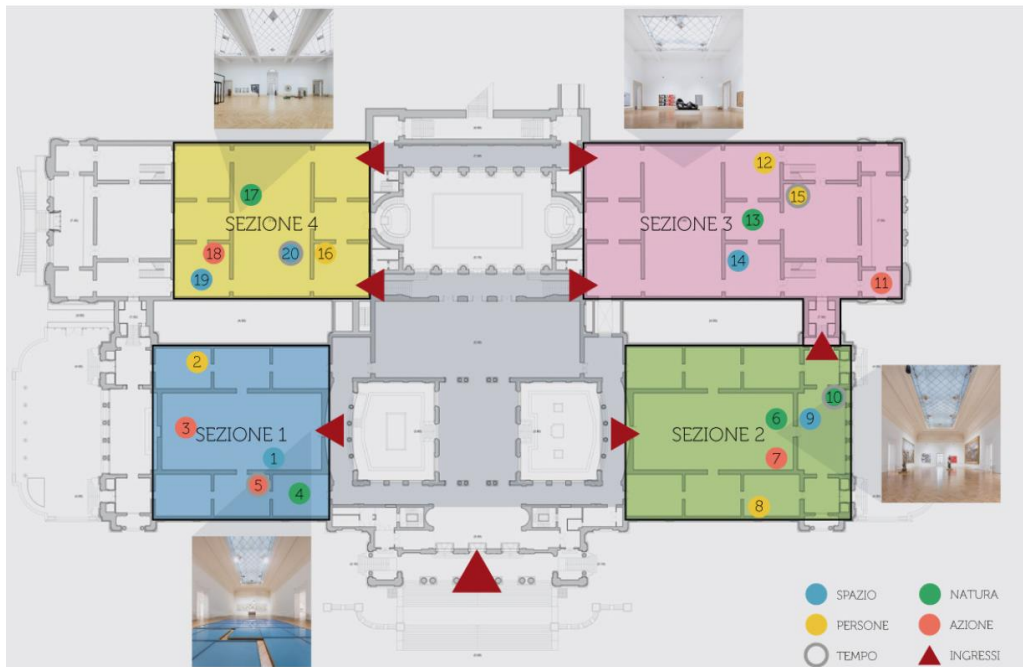 12
15
17
SEZIONE 4
SEZIONE 3
13
18
20
16
14
19
11
2
10
3
SEZIONE 1
6
9
SEZIONE 2
1
7
5
4
8
SPAZIO
NATURA
PERSONE
AZIONE
TEMPO
INGRESSI